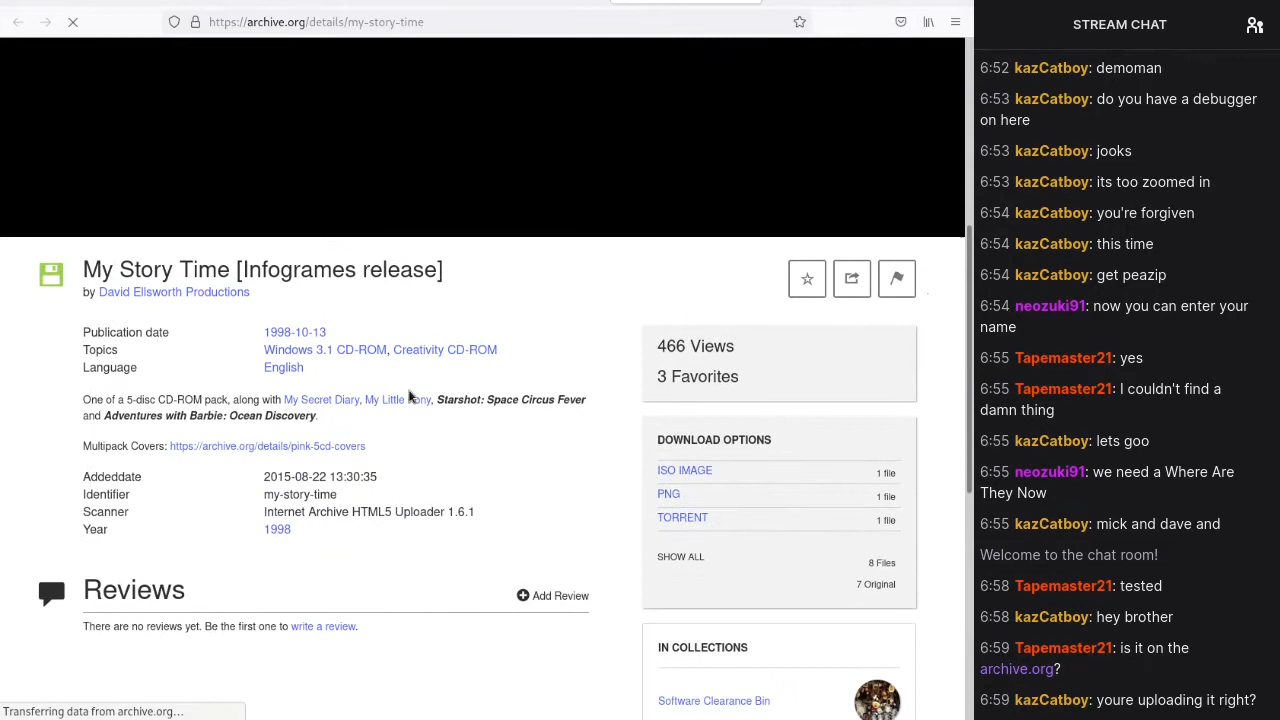 https://archive.org/details/my-story-time
My Story Time [Infogrames release]
by David Ellsworth Productions
Publication date 1998-10-13
Topics Windows 3.1 CD-ROM, Creativity CD-ROM
Language English
One of a 5-disc CD-ROM pack, along with My Secret Diary, My Little Pony, Starshot: Space Circus Fever
and Adventures with Barbie: Ocean Discovery.
Multipack Covers: https://archive.org/details/pink-5cd-covers
Addeddate 2015-08-22 13:30:35
Identifier my-story-time
Scanner Internet Archive HTML5 Uploader 1.6.1
Year 1998
Reviews
Add Review
There are no reviews yet. Be the first one to write a review.
466 Views
3 Favorites
DOWNLOAD OPTIONS
ISO IMAGE 1 file
PNG 1 file
TORRENT 1 file
SHOW ALL 8 Files
7 Original
IN COLLECTIONS
Software Clearance Bin
Transferring data from archive.org...
STREAM CHAT
6:52 kazCatboy: demoman
6:53 kazCatboy: do you have a debugger
on here
6:53 kazCatboy: jooks
6:53 kazCatboy: its too zoomed in
6:54 kazCatboy: you're forgiven
6:54 kazCatboy: this time
6:54 kazCatboy: get peazip
6:54 neozuki91: now you can enter your
name
6:55 Tapemaster21: yes
6:55 Tapemaster21: I couldn't find a
damn thing
6:55 kazCatboy: lets goo
6:55 neozuki91: we need a Where Are
They Now
6:55 kazCatboy: mick and dave and
Welcome to the chat room!
6:58 Tapemaster21: tested
6:58 kazCatboy: hey brother
6:59 Tapemaster21: is it on the
archive.org?
6:59 kazCatboy: youre uploading it right?